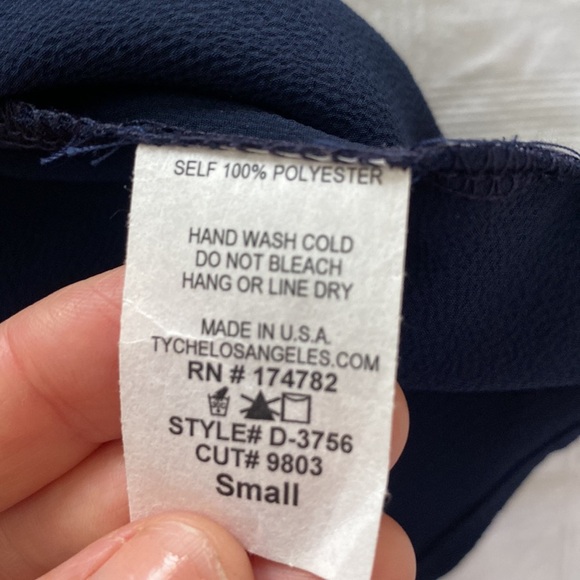 SELF 100% POLYESTER
HAND WASH COLD
DO NOT BLEACH
HANG OR LINE DRY
MADE IN U.S.A.
TYCHELOSANGELES.COM
RN # 174782
STYLE# D-3756
CUT# 9803
Small